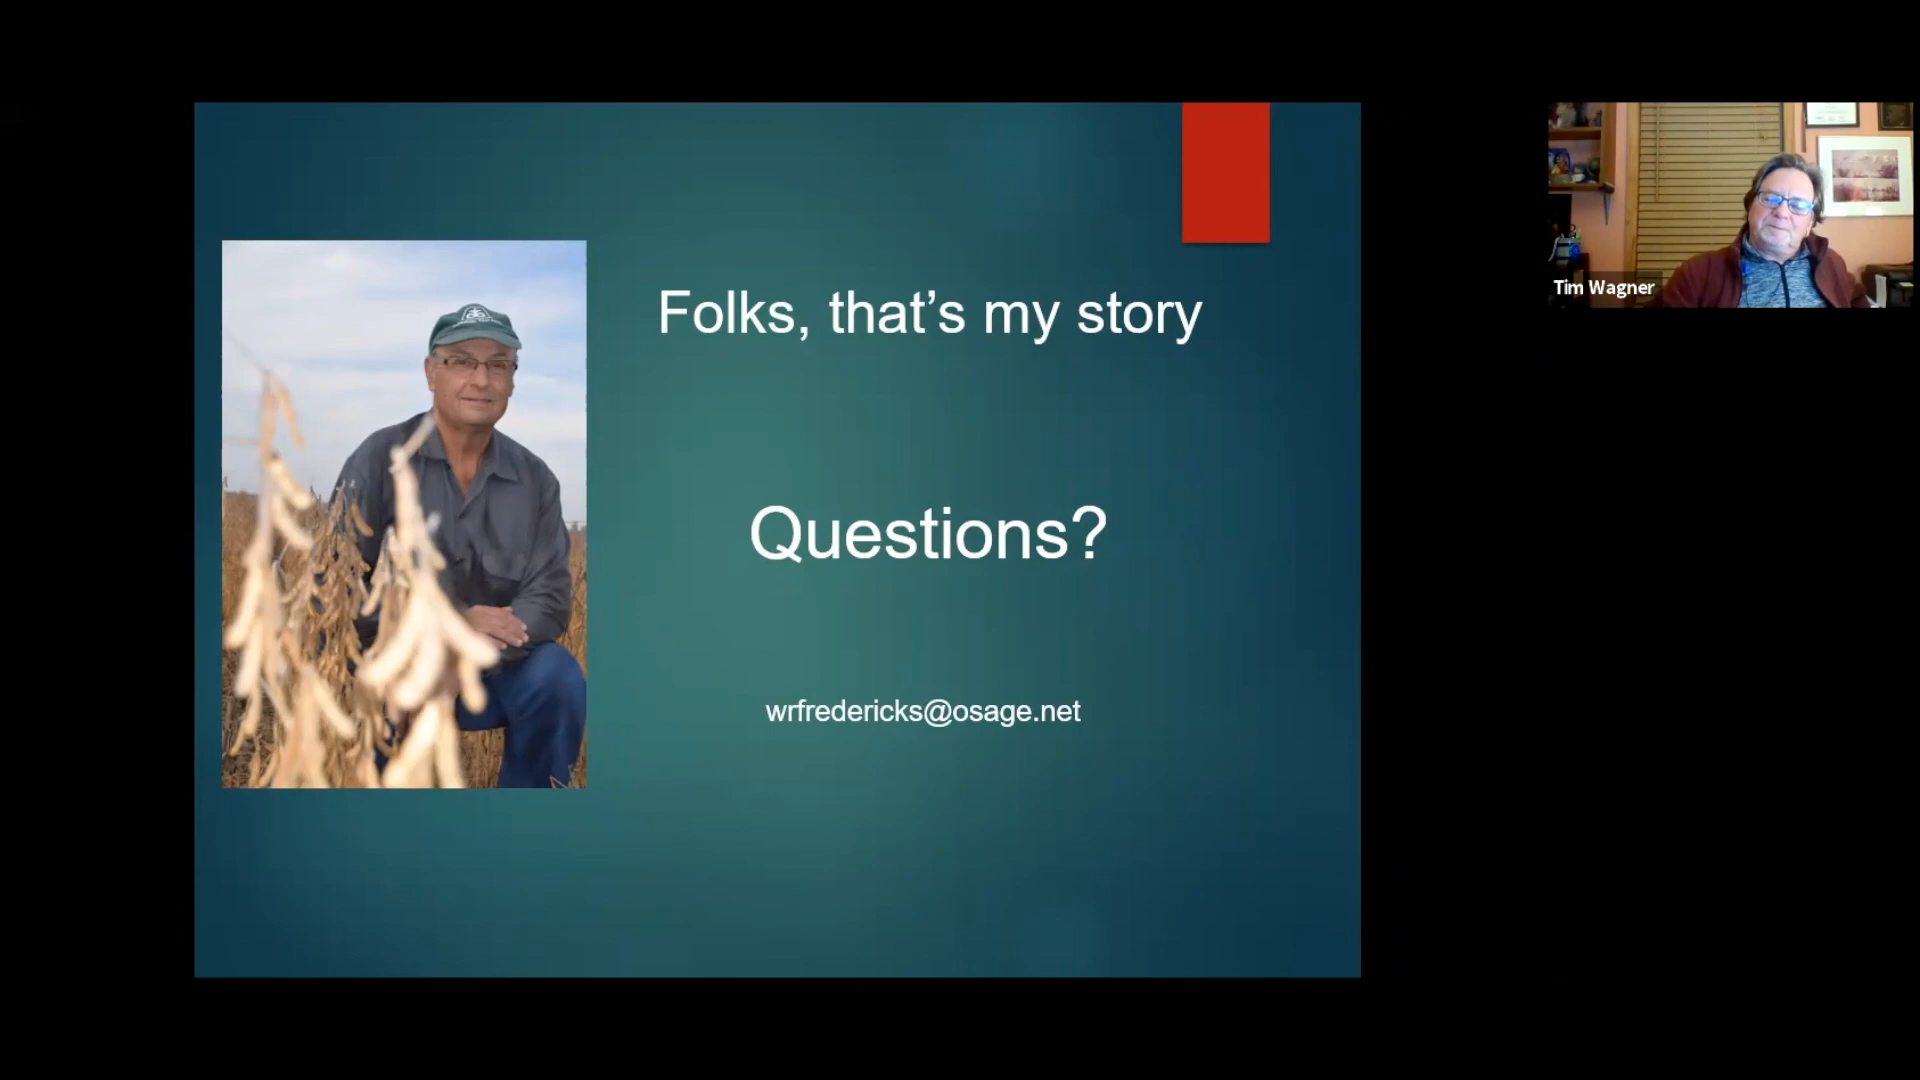 Folks, that’s my story
Questions?
wrfredericks@osage.net
Tim Wagner